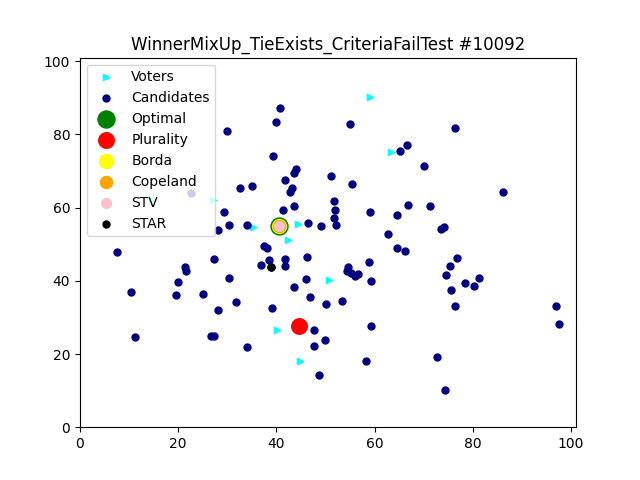 WinnerMixUp_TieExists_CriteriaFailTest #10092
100
80
60
40
20
0
Voters
Candidates
Optimal
Plurality
Borda
Copeland
STV
STAR
0 20 40 60 80 100